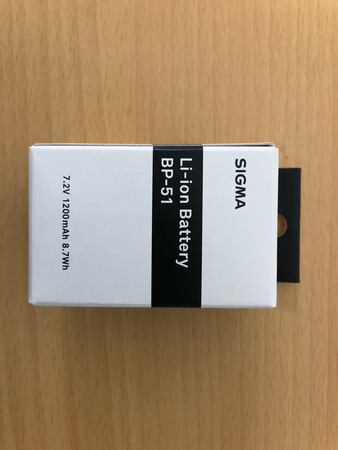 SIGMA
Li-ion Battery
BP-51
7.2V 1200mAh 8.7Wh